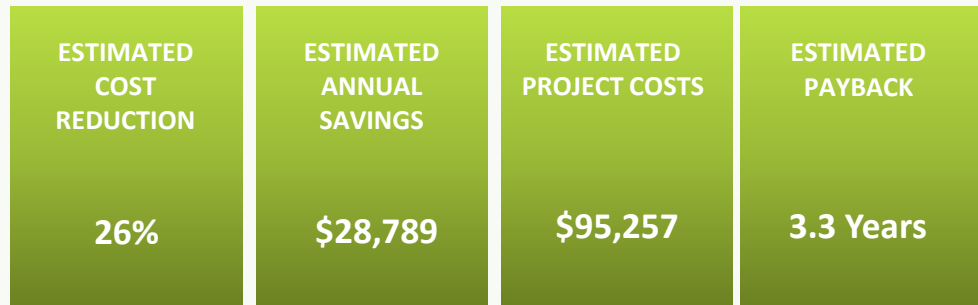 ESTIMATED
COST
REDUCTION
26%
ESTIMATED
ANNUAL
SAVINGS
$28,789
ESTIMATED
PROJECT COSTS
$95,257
ESTIMATED
PAYBACK
3.3 Years